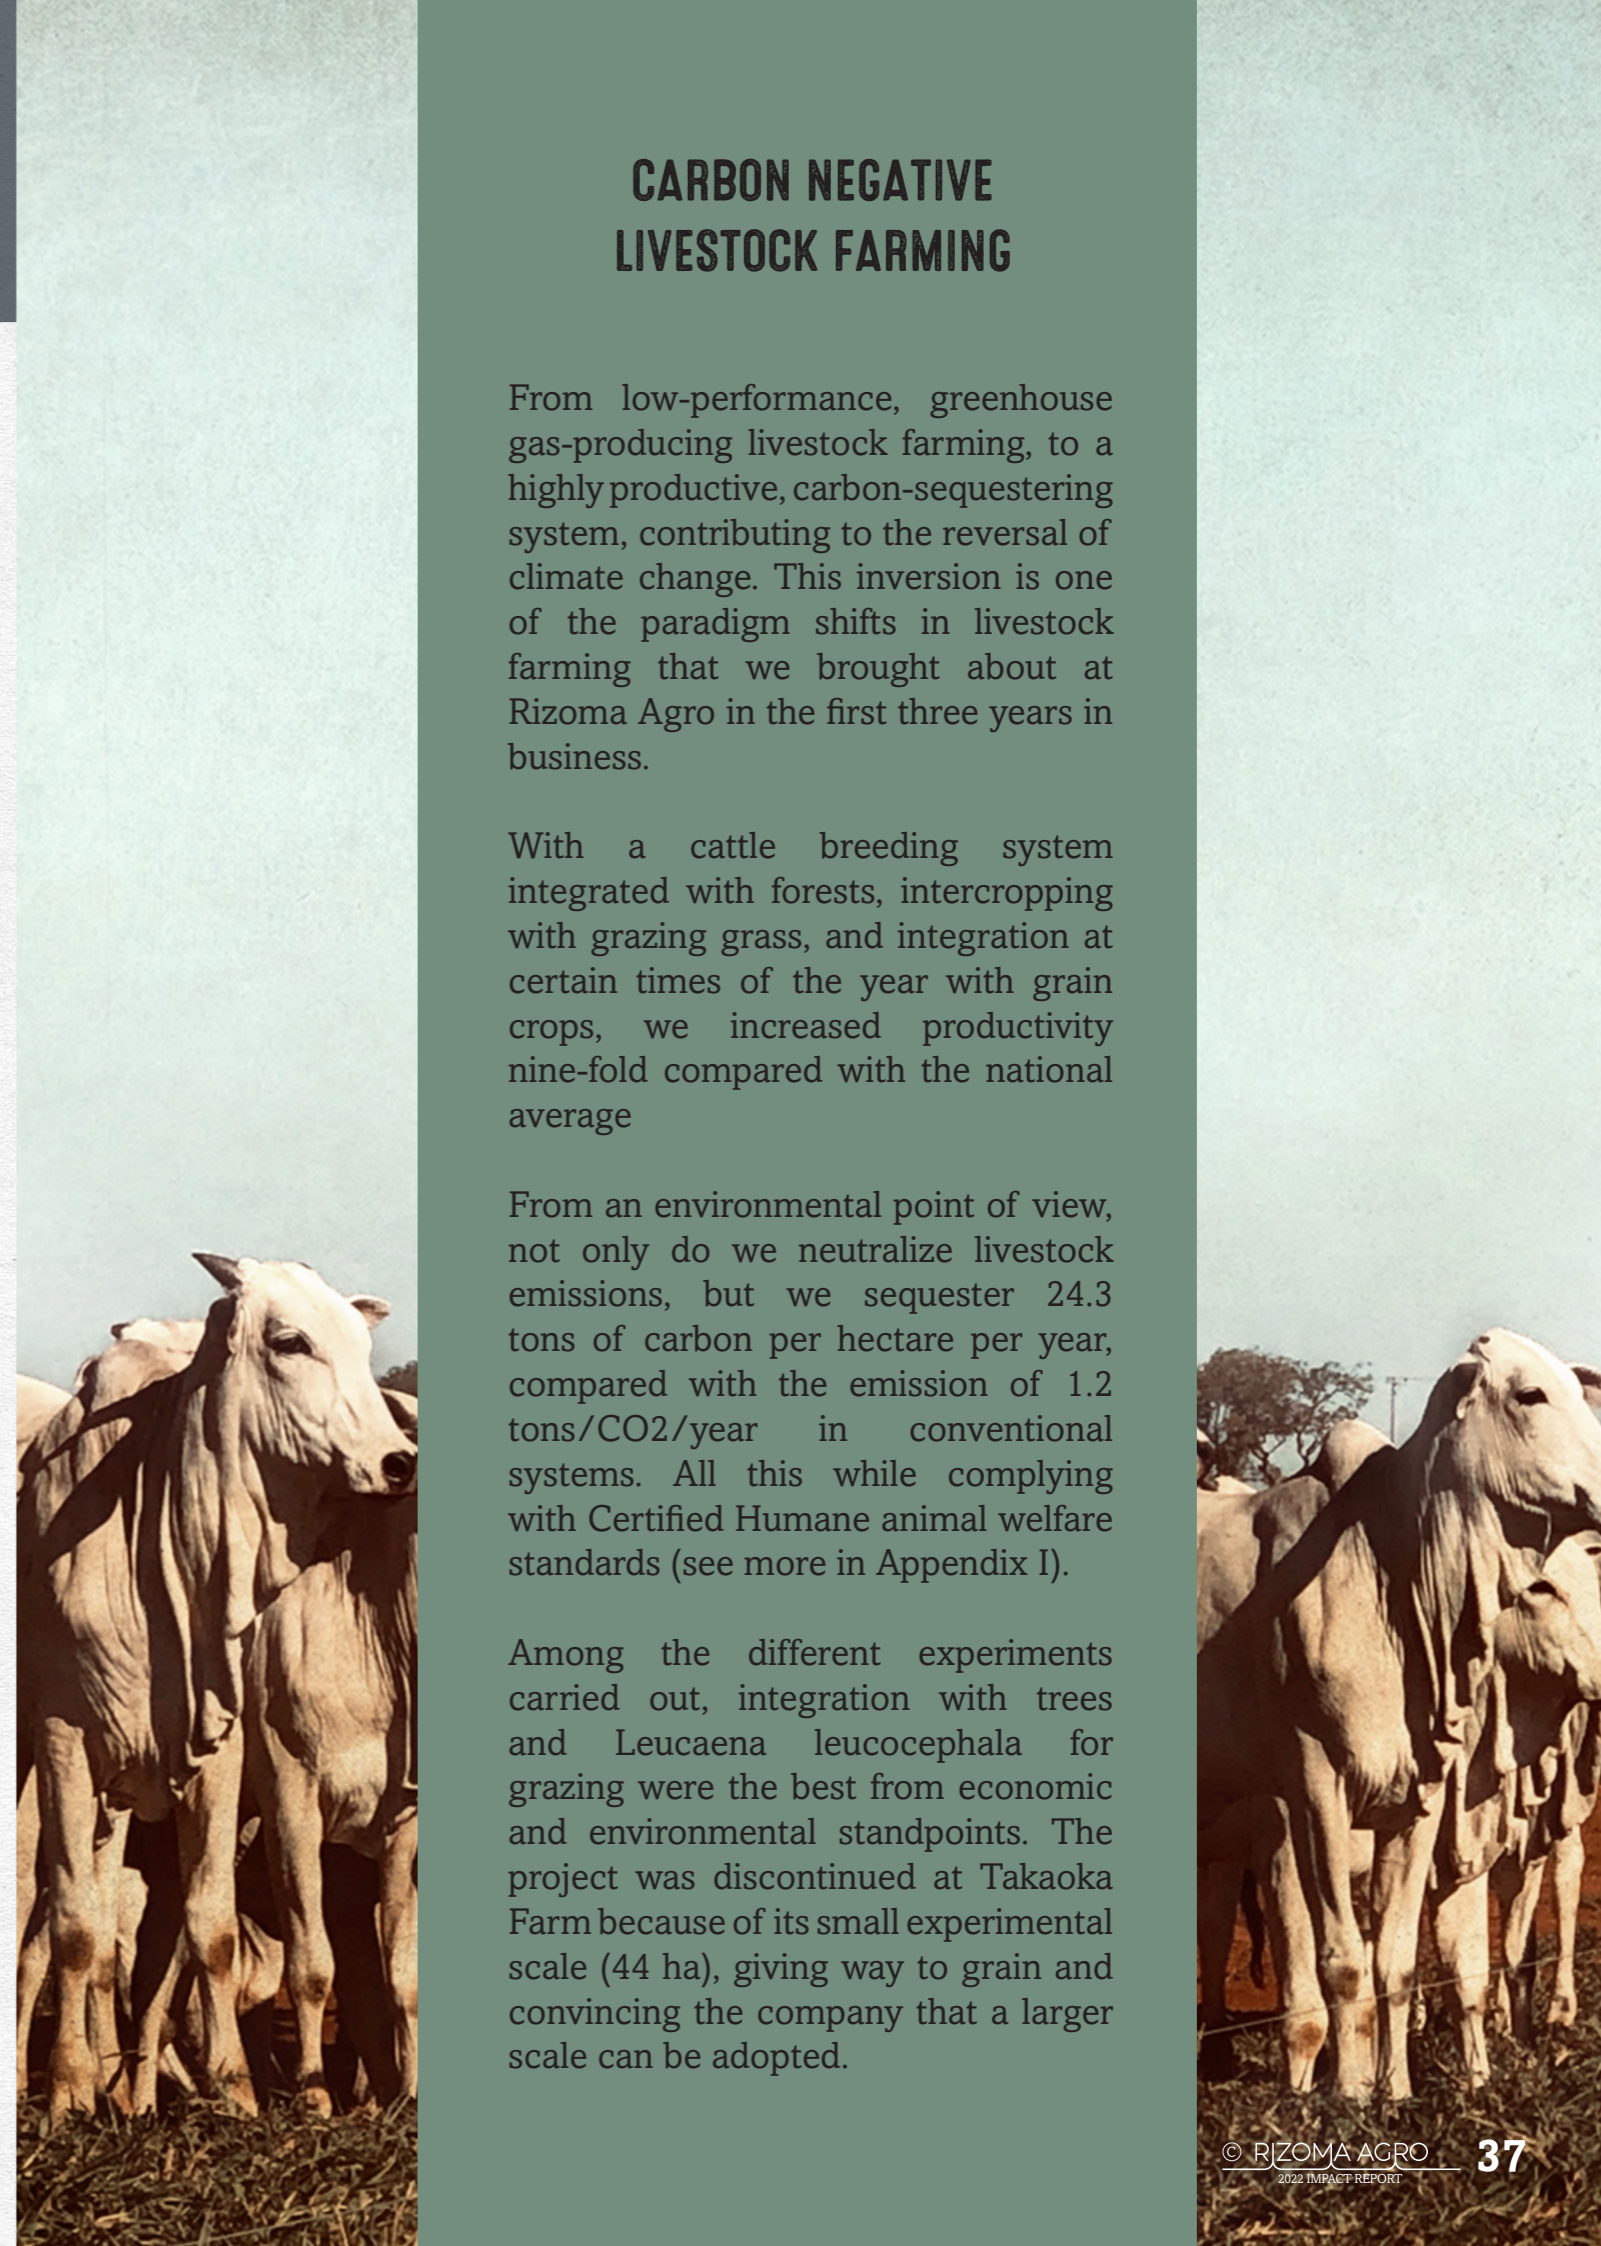 CARBON NEGATIVE
LIVESTOCK FARMING
From low-performance, greenhouse
gas-producing livestock farming, to a
highly productive, carbon-sequestering
system, contributing to the reversal of
climate change. This inversion is one
of the paradigm shifts in livestock
farming that we brought about at
Rizoma Agro in the first three years in
business.
With a cattle breeding system
integrated with forests, intercropping
with grazing grass, and integration at
certain times of the year with grain
crops, we increased productivity
nine-fold compared with the national
average
From an environmental point of view,
not only do we neutralize livestock
emissions, but we sequester 24.3
tons of carbon per hectare per year,
compared with the emission of 1.2
tons/CO2/year in conventional
systems. All this while complying
with Certified Humane animal welfare
standards (see more in Appendix I).
Among the different experiments
carried out, integration with trees
and Leucaena leucocephala for
grazing were the best from economic
and environmental standpoints. The
project was discontinued at Takaoka
Farm because of its small experimental
scale (44 ha), giving way to grain and
convincing the company that a larger
scale can be adopted.
© RIZOMA AGRO 37
2022 IMPACT REPORT